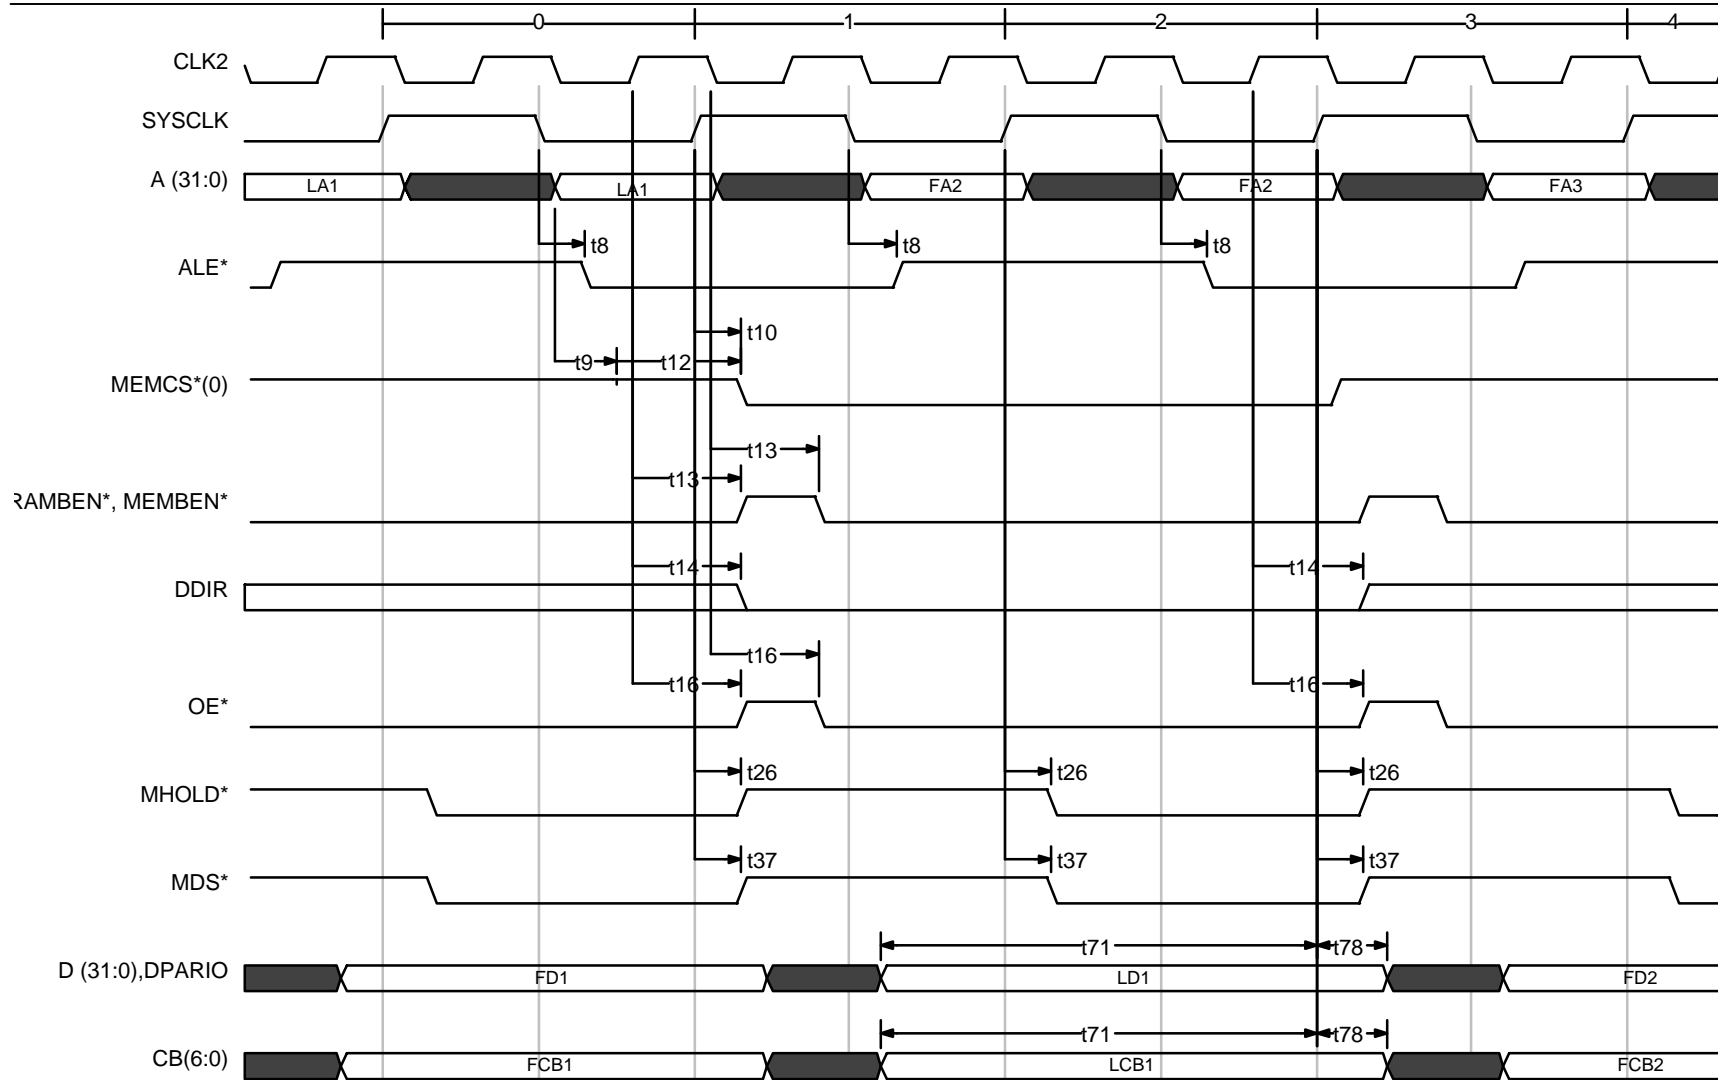 0 1 2 3 4
CLK2
SYSCLK
A (31:0) LA1 LA1 FA2 FA2 FA3
t8 t8 t8
ALE*
t10
t9 t12
MEMCS*(0)
t13
t13
RAMBEN*, MEMBEN*
t14 t14
DDIR
t16
t16 t16
OE*
t26 t26 t26
MHOLD*
t37 t37 t37
MDS*
t71 t78
D (31:0),DPARIO FD1 LD1 FD2
t71 t78
CB(6:0) FCB1 LCB1 FCB2